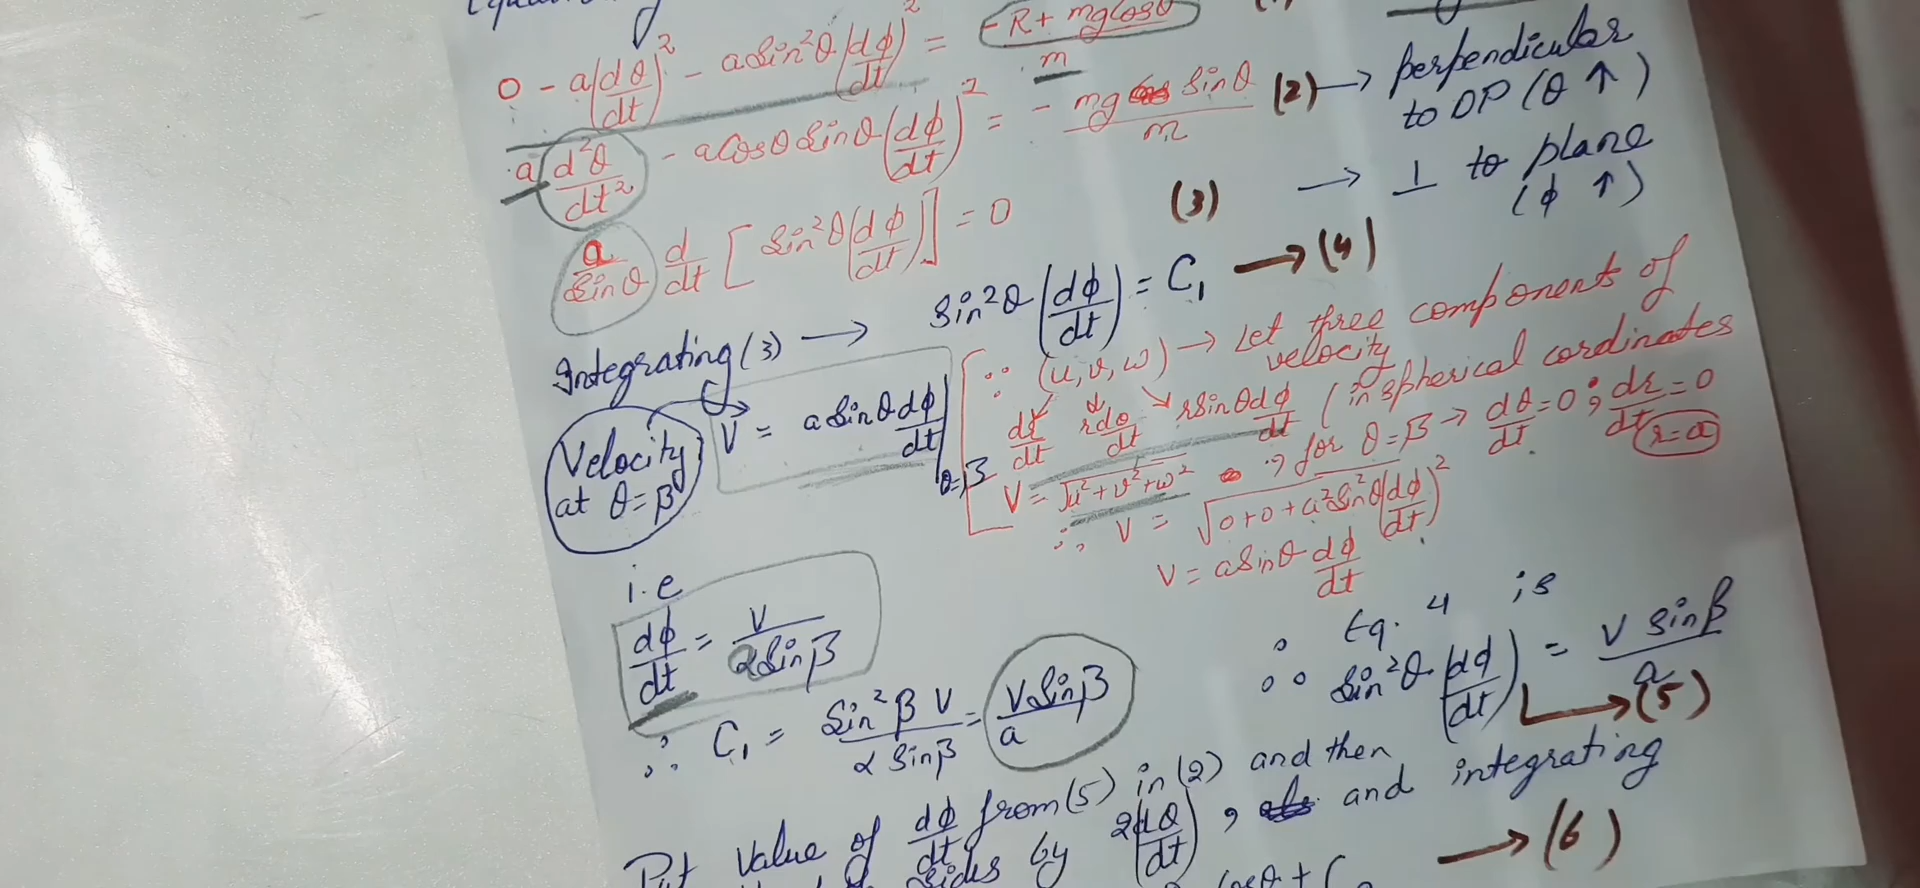 0 - a(dθ/dt)² - a sin²θ (dφ/dt)² = (-R + mg cosθ)/m
a d²θ/dt² - a cosθ sinθ (dφ/dt)² = - mg sinθ/m (2) → perpendicular to OP (θ ↑)
a/sinθ d/dt [sin²θ (dφ/dt)] = 0 (3) → ⊥ to plane (φ ↑)
Integrating (3) → sin²θ (dφ/dt) = C₁ → (4)
Velocity at θ = β
V = a sinθ dφ/dt |θ=β
∵ (u, v, w) → Let three components of velocity
dr/dt rdθ/dt rsinθdφ/dt (in spherical cordinates
V = √u² + v² + w² ; for θ = β → dθ/dt = 0 ; dr/dt = 0
r = a
∴ V = √0 + 0 + a² sin²θ (dφ/dt)²
V = a sinθ dφ/dt
i.e
dφ/dt = V/a sinβ
∴ C₁ = sin²β V/a sinβ = V sinβ/a
Eq. 4 is
∴ sin²θ (dφ/dt) = V sinβ/a → (5)
Put value of dφ/dt from (5) in (2) and then
sides by 2(dθ/dt), and integrating
cosθ + C → (6)